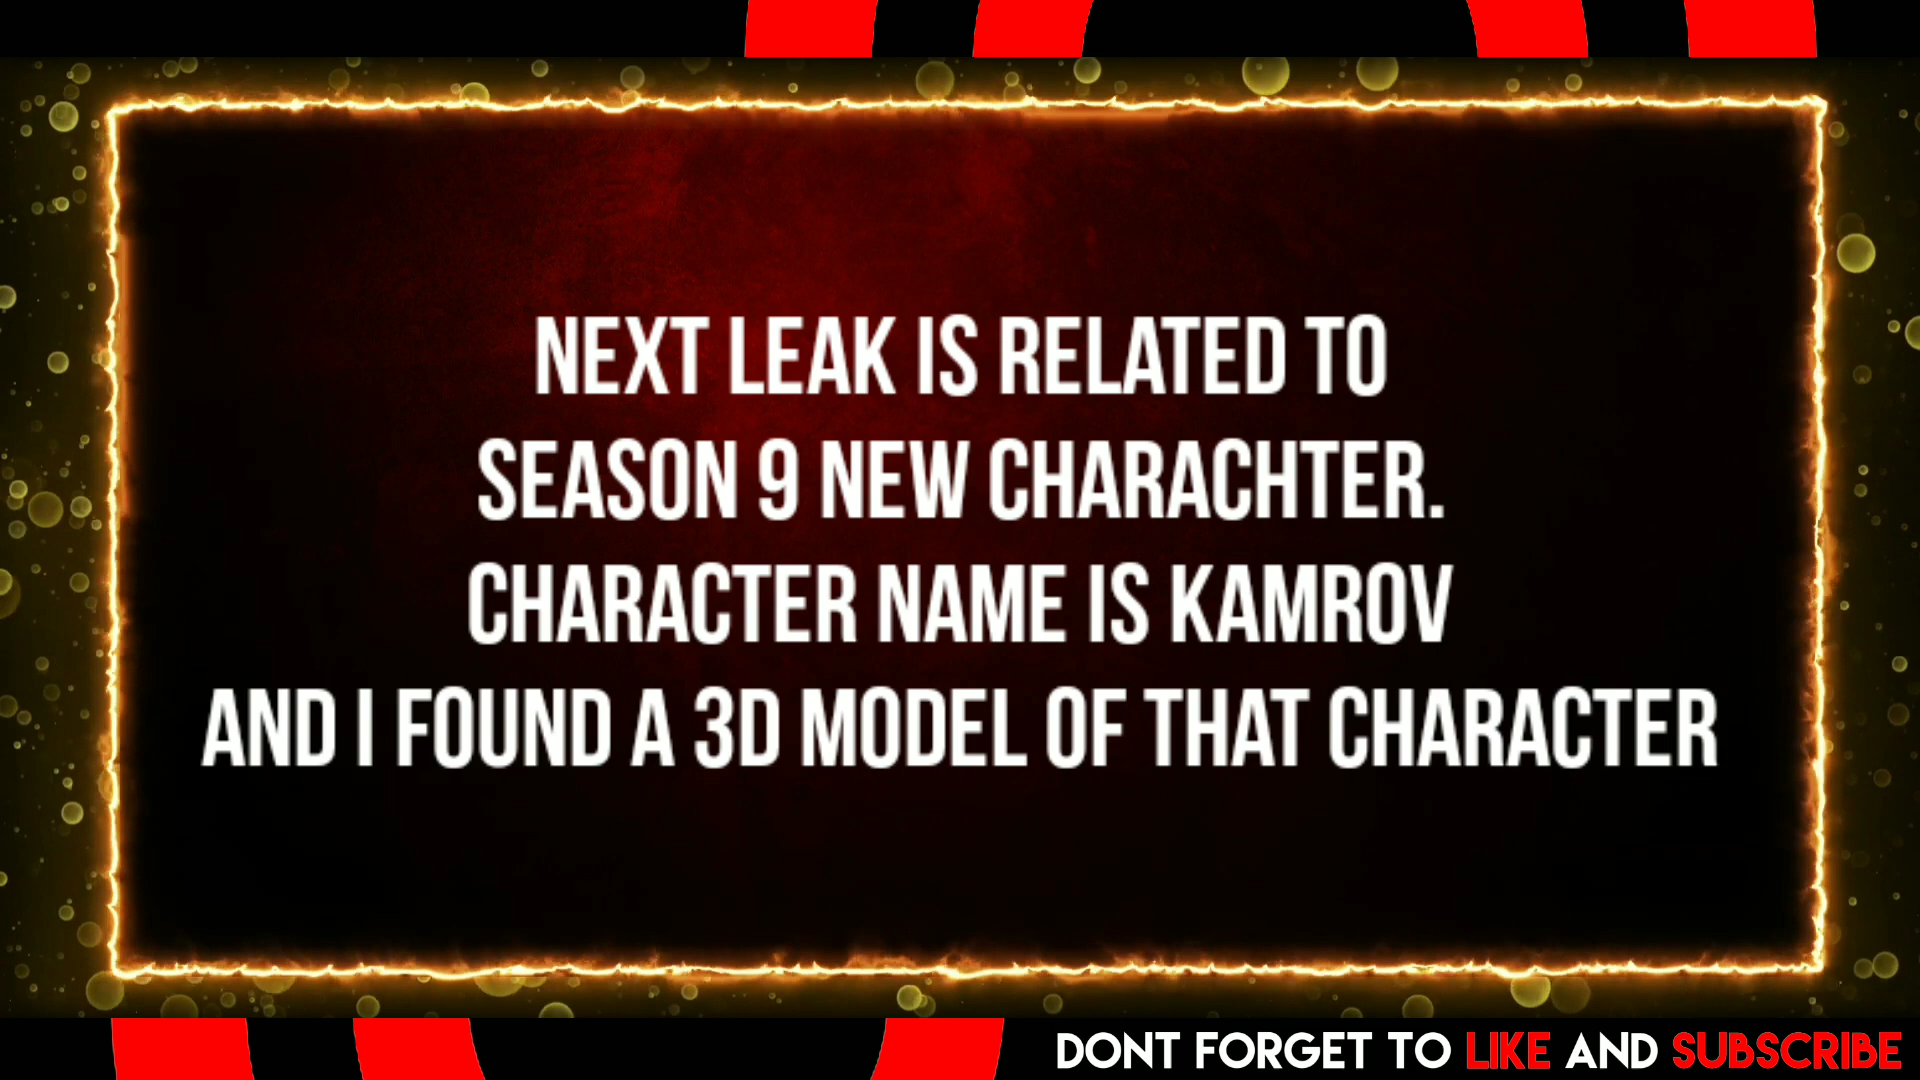 NEXT LEAK IS RELATED TO
SEASON 9 NEW CHARACHTER.
CHARACTER NAME IS KAMROV
AND I FOUND A 3D MODEL OF THAT CHARACTER
DONT FORGET TO LIKE AND SUBSCRIBE